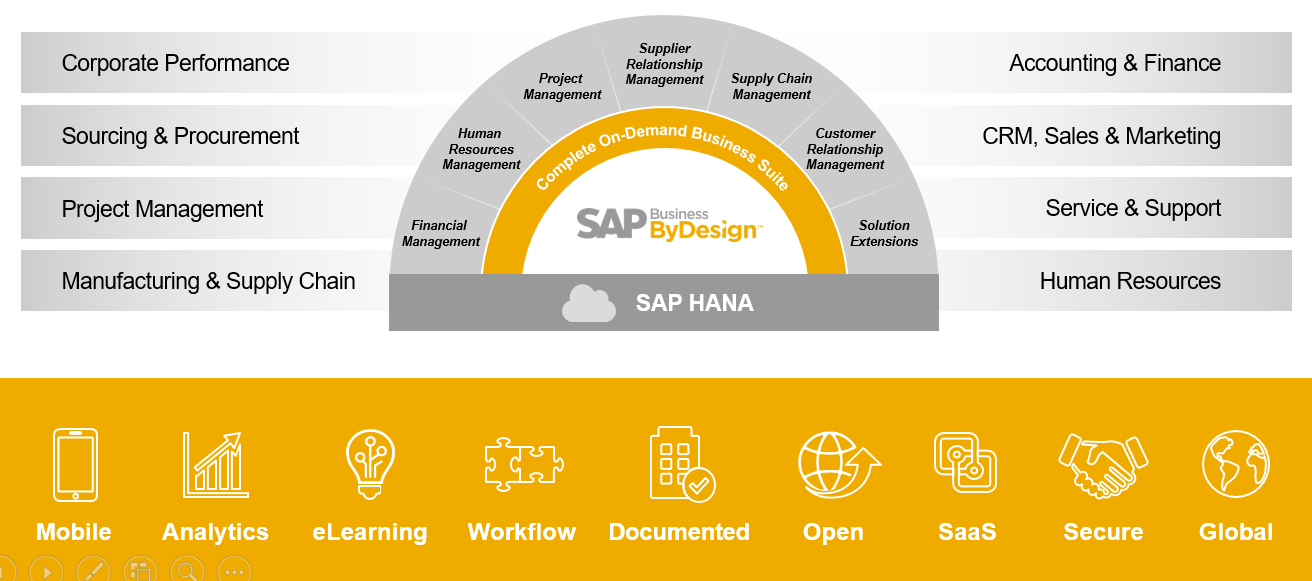 Corporate Performance
Sourcing & Procurement
Project Management
Manufacturing & Supply Chain
Financial
Management
Human
Resources
Management
Project
Management
Supplier
Relationship
Management
Supply Chain
Management
Customer
Relationship
Management
Solution
Extensions
Complete On-Demand Business Suite
SAP Business
ByDesign™
SAP HANA
Accounting & Finance
CRM, Sales & Marketing
Service & Support
Human Resources
Mobile
Analytics
eLearning
Workflow
Documented
Open
SaaS
Secure
Global